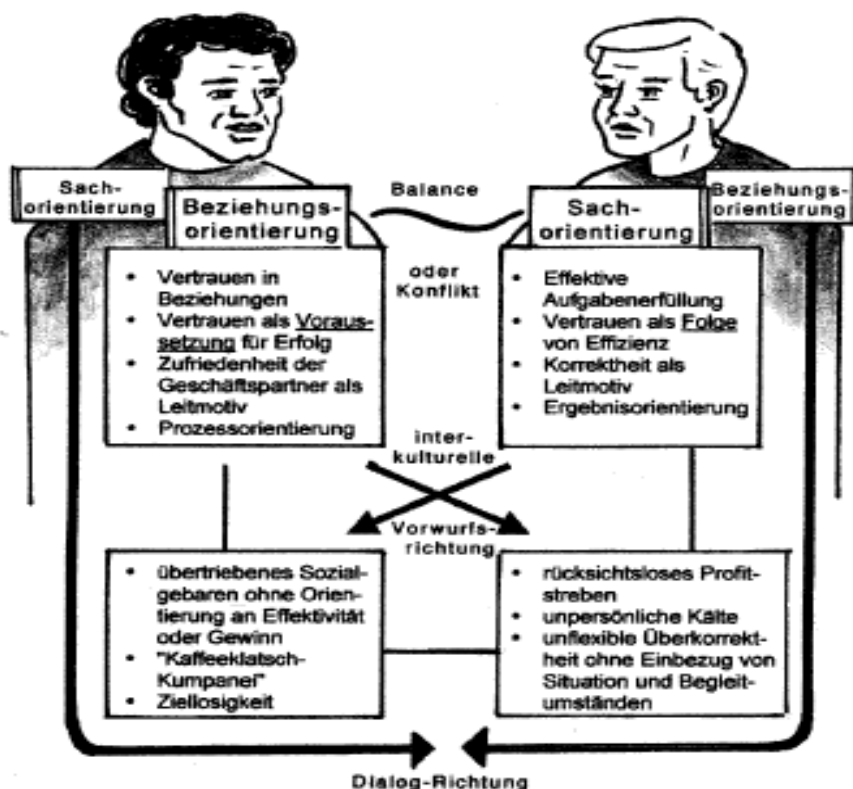 Sach-
orientierung
Beziehungs-
orientierung
Balance
Sach-
orientierung
Beziehungs-
orientierung
oder
Konflikt
• Vertrauen in
Beziehungen
• Vertrauen als Voraus-
setzung für Erfolg
• Zufriedenheit der
Geschäftspartner als
Leitmotiv
• Prozessorientierung
• Effektive
Aufgabenerfüllung
• Vertrauen als Folge
von Effizienz
• Korrektheit als
Leitmotiv
• Ergebnisorientierung
inter-
kulturelle
Vorwurfs-
richtung
• übertriebenes Sozial-
gebaren ohne Orien-
tierung an Effektivität
oder Gewinn
• "Kaffeeklatsch-
Kumpanei"
• Ziellosigkeit
• rücksichtsloses Profit-
streben
• unpersönliche Kälte
• unflexible Überkorrekt-
heit ohne Einbezug von
Situation und Begleit-
umständen
Dialog-Richtung